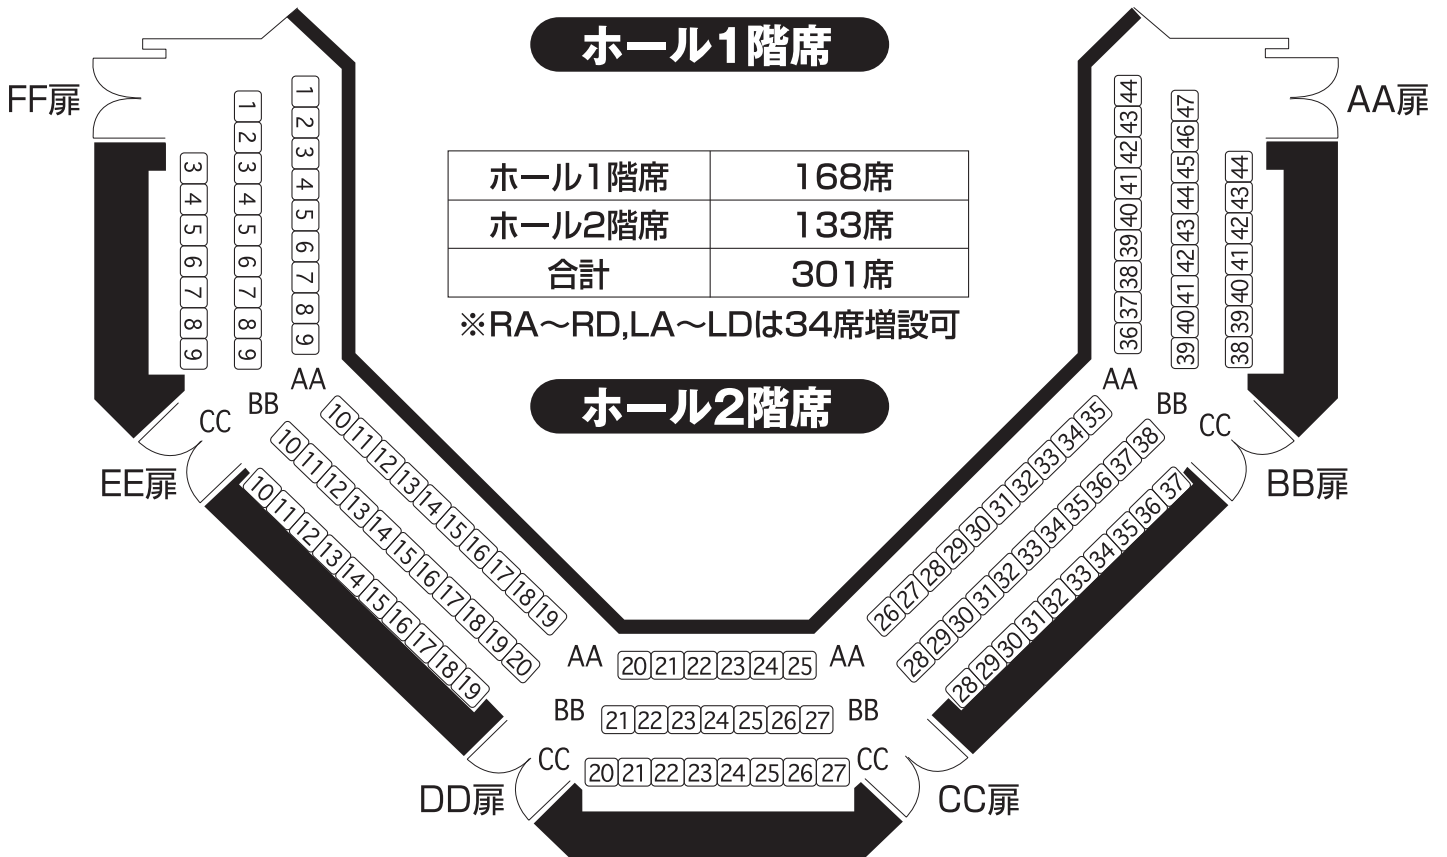 ホール1階席
FF扉
AA扉
ホール1階席 168席
ホール2階席 133席
合計 301席
※RA〜RD,LA〜LDは34席増設可
ホール2階席
3 4 5 6 7 8 9
1 2 3 4 5 6 7 8 9
1 2 3 4 5 6 7 8 9
44 43 42 41 40 39 38 37 36
47 46 45 44 43 42 41 40 39
44 43 42 41 40 39 38
AA
BB
CC
AA
BB
CC
EE扉
BB扉
10 11 12 13 14 15 16 17 18 19
10 11 12 13 14 15 16 17 18 19 20
10 11 12 13 14 15 16 17 18 19
26 27 28 29 30 31 32 33 34 35
28 29 30 31 32 33 34 35 36 37 38
28 29 30 31 32 33 34 35 36 37
AA 20 21 22 23 24 25 AA
BB 21 22 23 24 25 26 27 BB
CC 20 21 22 23 24 25 26 27 CC
DD扉
CC扉